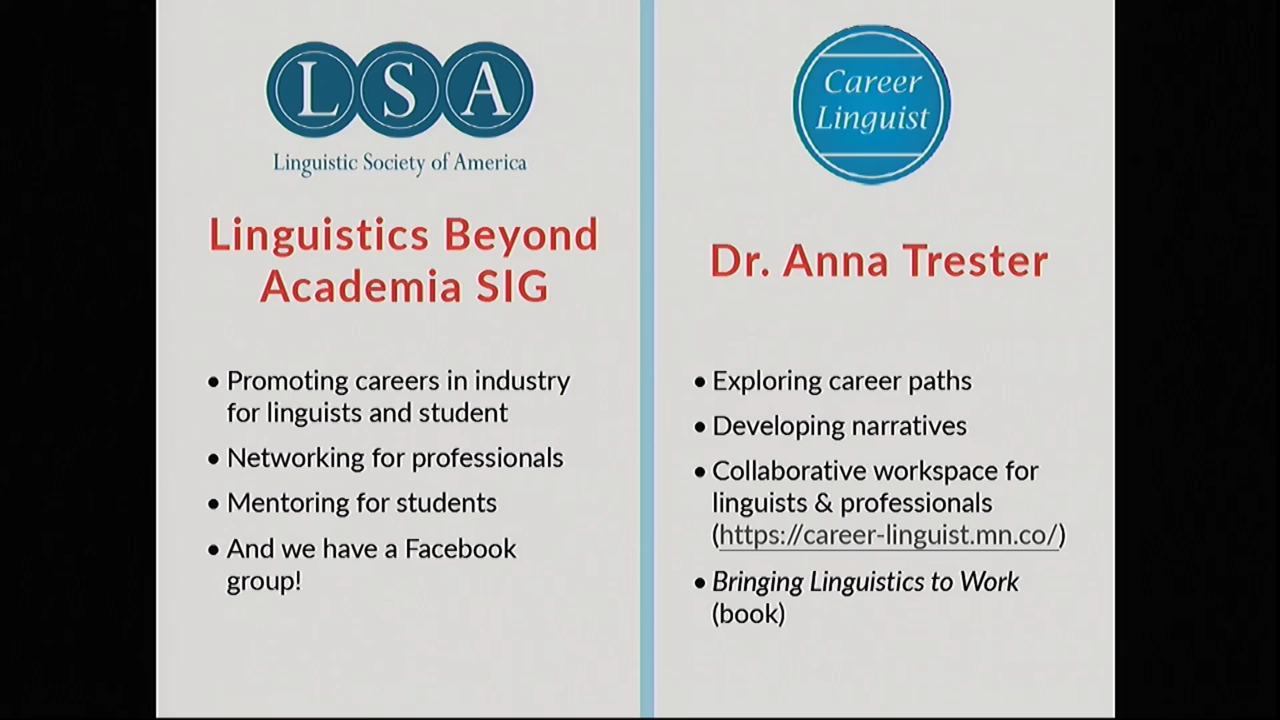 LSA
Linguistic Society of America
Linguistics Beyond
Academia SIG
• Promoting careers in industry
for linguists and student
• Networking for professionals
• Mentoring for students
• And we have a Facebook
group!
Career
Linguist
Dr. Anna Trester
• Exploring career paths
• Developing narratives
• Collaborative workspace for
linguists & professionals
(https://career-linguist.mn.co/)
• Bringing Linguistics to Work
(book)